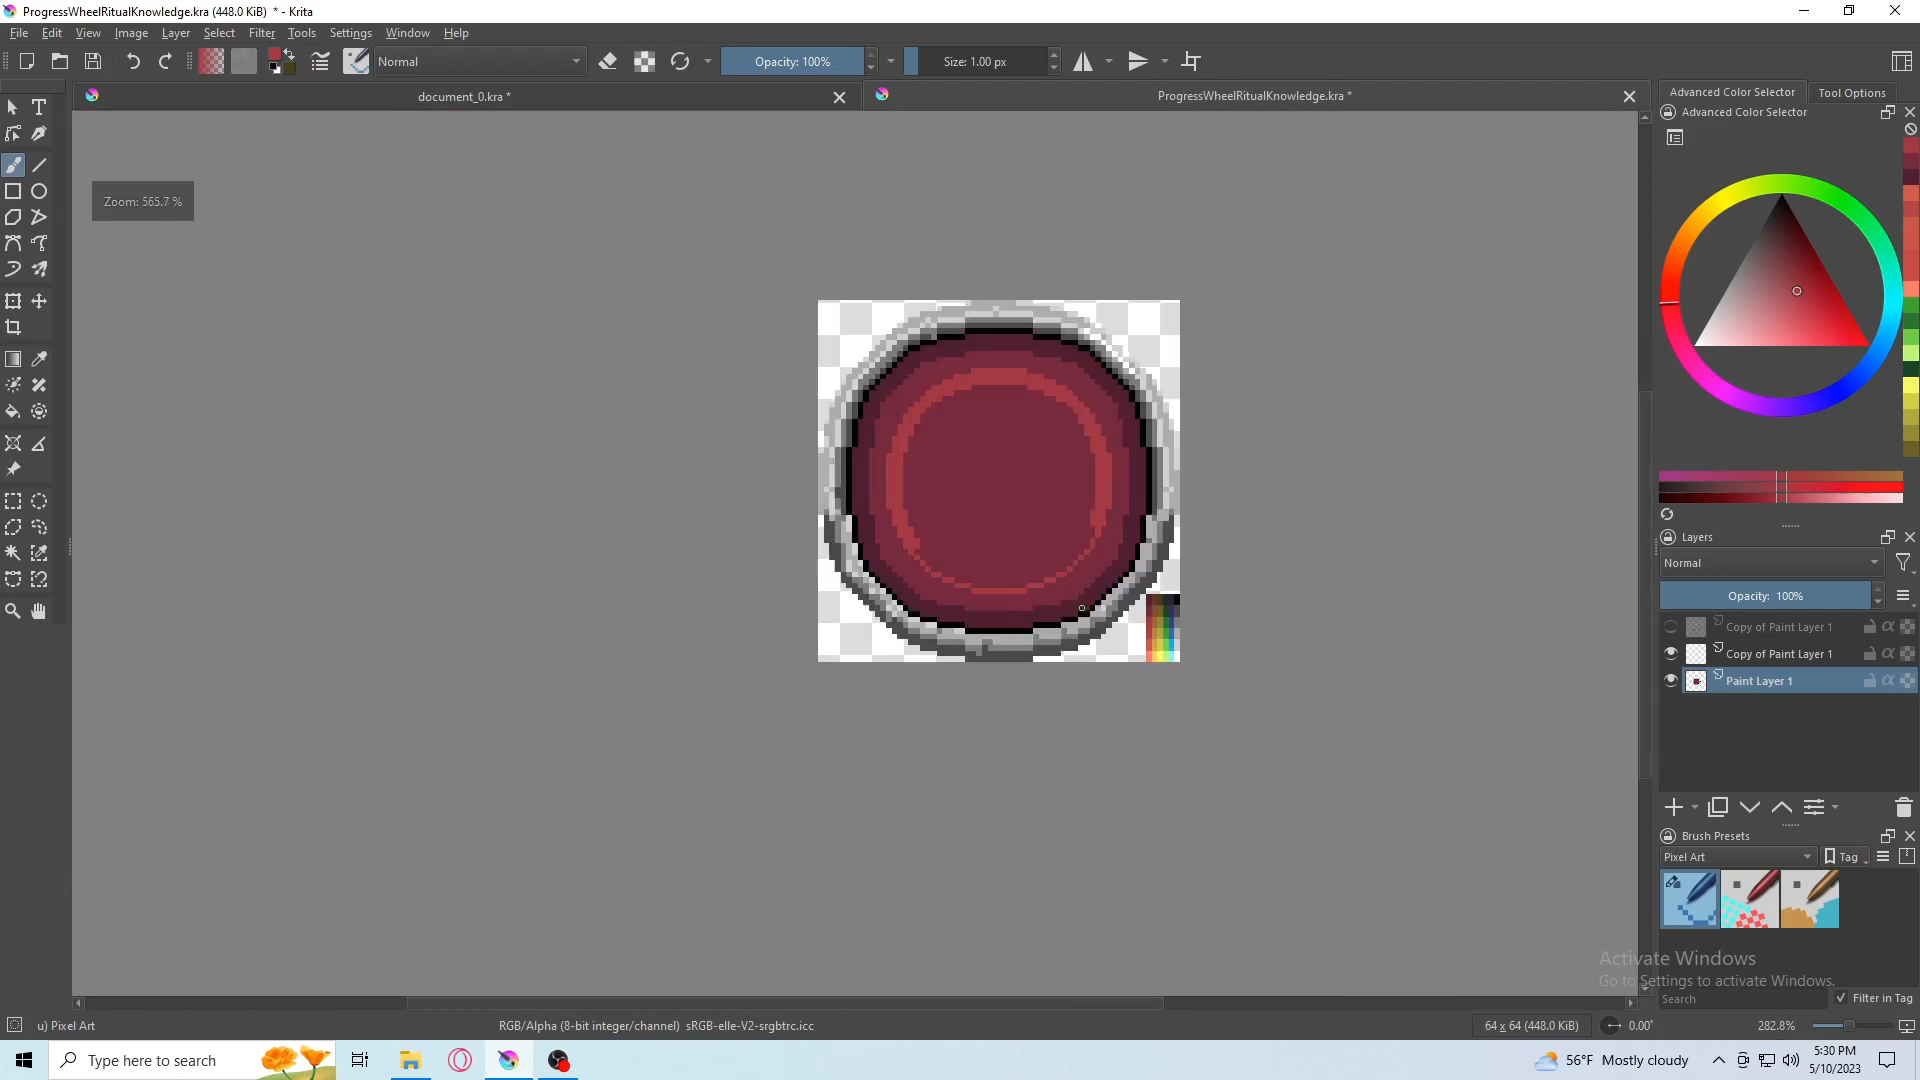 ProgressWheelRitualKnowledge.kra (448.0 KiB) * - Krita
File Edit View Image Layer Select Filter Tools Settings Window Help
Normal Opacity: 100% Size: 1.00 px
document_0.kra * ProgressWheelRitualKnowledge.kra *
Advanced Color Selector Tool Options
Advanced Color Selector
Zoom: 565.7 %
Layers
Normal
Opacity: 100%
Copy of Paint Layer 1
Copy of Paint Layer 1
Paint Layer 1
Brush Presets
Pixel Art Tag
Activate Windows
Go to Settings to activate Windows.
Search Filter in Tag
u) Pixel Art RGB/Alpha (8-bit integer/channel) sRGB-elle-V2-srgbtrc.icc 64 x 64 (448.0 KiB) 0.00° 282.8%
Type here to search 56°F Mostly cloudy 5:30 PM
5/10/2023